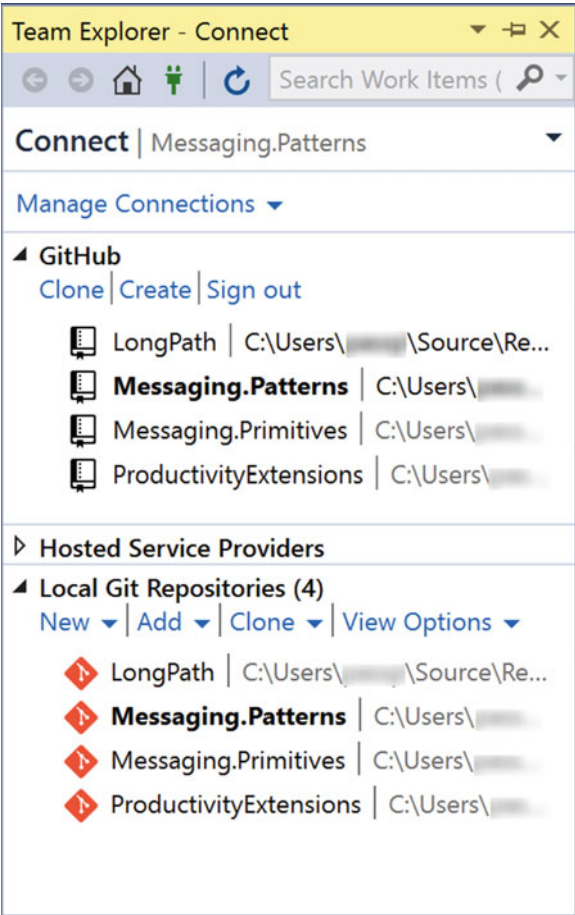 Team Explorer - Connect
Search Work Items (
Connect | Messaging.Patterns
Manage Connections
GitHub
Clone | Create | Sign out
LongPath | C:\Users\ \Source\Re...
Messaging.Patterns | C:\Users\
Messaging.Primitives | C:\Users\
ProductivityExtensions | C:\Users\
Hosted Service Providers
Local Git Repositories (4)
New | Add | Clone | View Options
LongPath | C:\Users\ \Source\Re...
Messaging.Patterns | C:\Users\
Messaging.Primitives | C:\Users\
ProductivityExtensions | C:\Users\